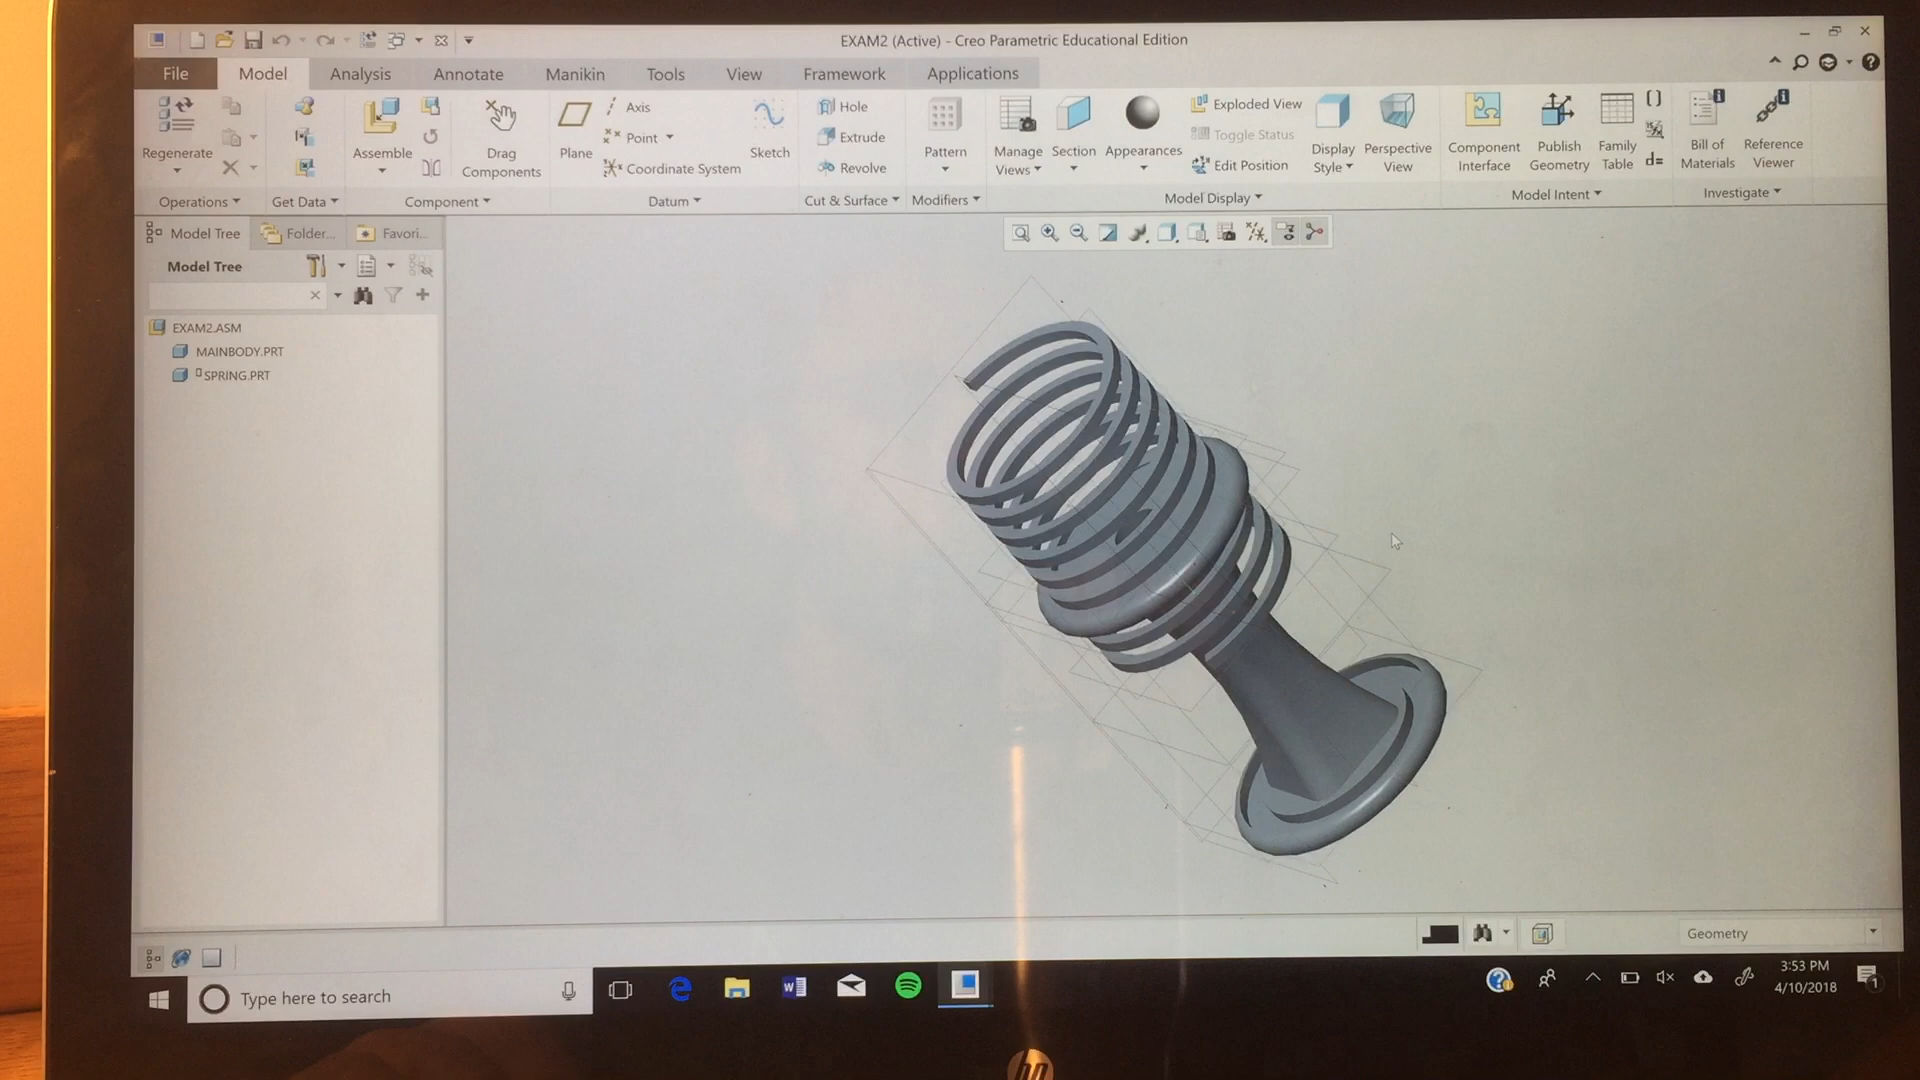 EXAM2 (Active) - Creo Parametric Educational Edition
File Model Analysis Annotate Manikin Tools View Framework Applications
Regenerate
Operations
Get Data
Assemble
Drag
Components
Component
Plane
Axis
Point
Coordinate System
Sketch
Datum
Hole
Extrude
Revolve
Cut & Surface
Pattern
Modifiers
Manage
Views
Section
Appearances
Exploded View
Toggle Status
Edit Position
Display
Style
Perspective
View
Model Display
Component
Interface
Publish
Geometry
Family
Table
d=
Model Intent
Bill of
Materials
Reference
Viewer
Investigate
Model Tree Folder... Favori...
Model Tree
EXAM2.ASM
MAINBODY.PRT
SPRING.PRT
Geometry
Type here to search
3:53 PM
4/10/2018
1
hp